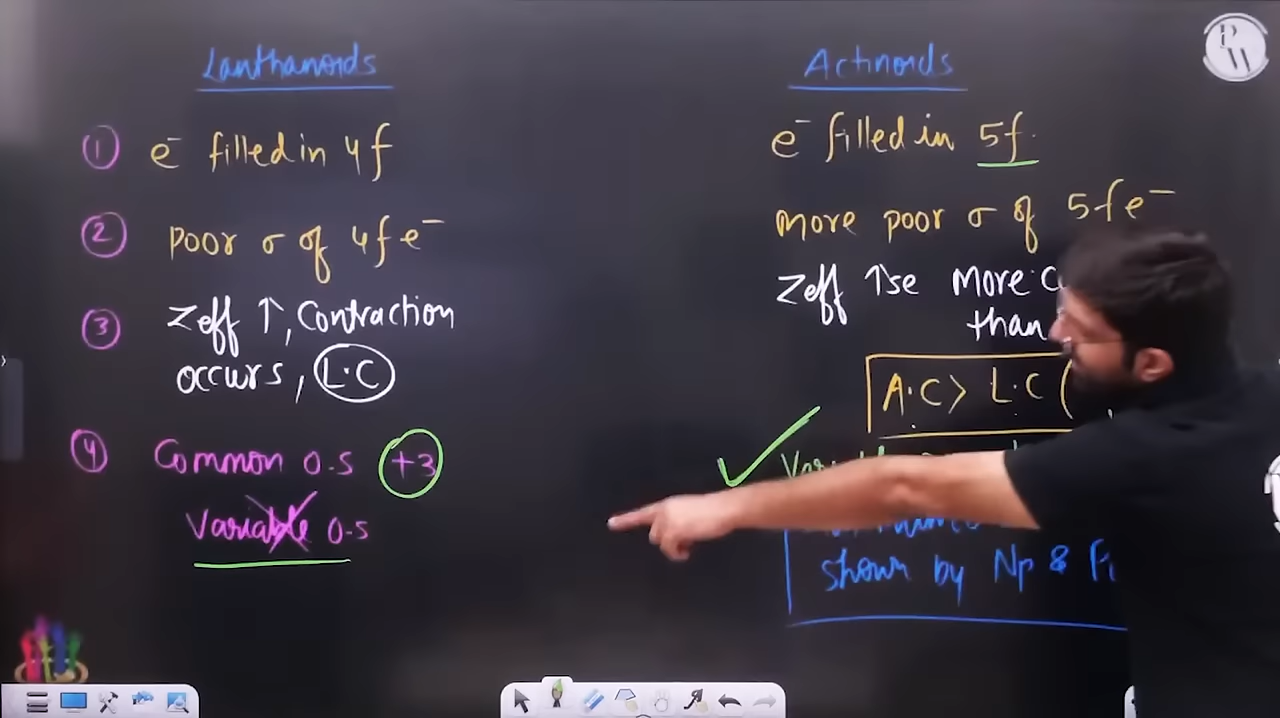 Lanthanoids
① e⁻ filled in 4f
② poor σ of 4f e⁻
③ Zeff ↑, Contraction
occurs, L.C
④ Common O.S +3
Variable O.S
Actinoids
e⁻ filled in 5f.
more poor σ of 5f e⁻
Zeff ↑se more
than
A.C > L.C (
shown by Np &
PW